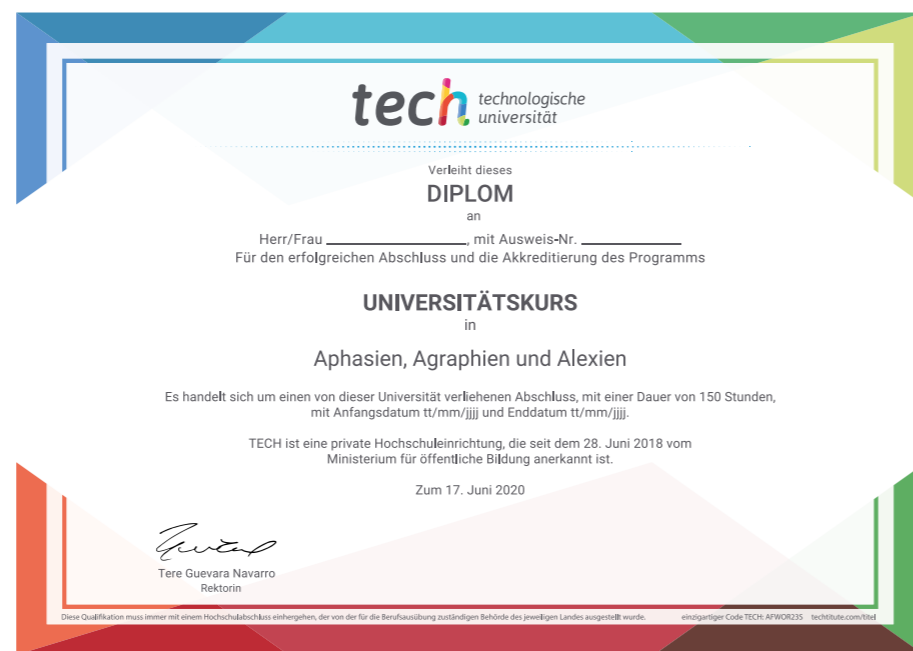 tech technologische
universität
Verleiht dieses
DIPLOM
an
Herr/Frau ____________________, mit Ausweis-Nr. ______________
Für den erfolgreichen Abschluss und die Akkreditierung des Programms
UNIVERSITÄTSKURS
in
Aphasien, Agraphien und Alexien
Es handelt sich um einen von dieser Universität verliehenen Abschluss, mit einer Dauer von 150 Stunden,
mit Anfangsdatum tt/mm/jjjj und Enddatum tt/mm/jjjj.
TECH ist eine private Hochschuleinrichtung, die seit dem 28. Juni 2018 vom
Ministerium für öffentliche Bildung anerkannt ist.
Zum 17. Juni 2020
Tere Guevara Navarro
Rektorin
Diese Qualifikation muss immer mit einem Hochschulabschluss einhergehen, der von der für die Berufsausübung zuständigen Behörde des jeweiligen Landes ausgestellt wurde. einzigartiger Code TECH: AFWOR235 techtitute.com/titel